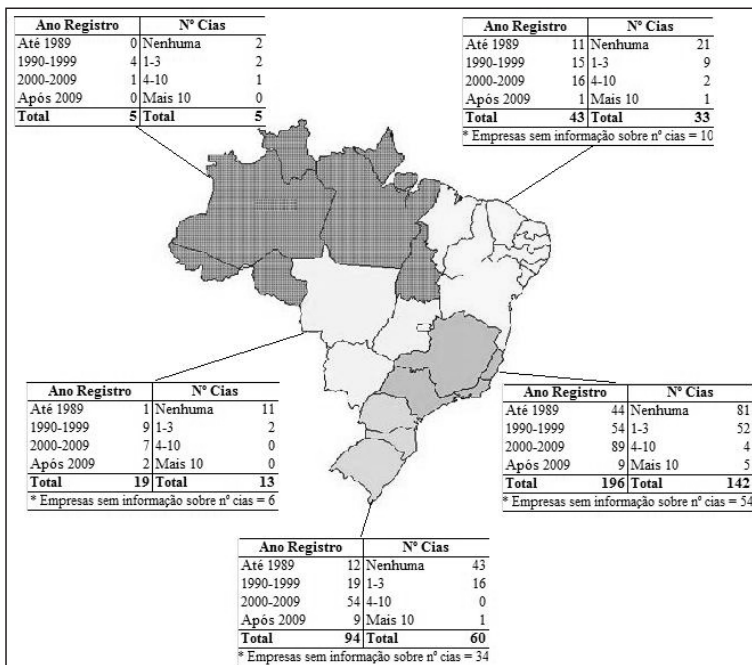 Ano Registro Nº Cias
Até 1989 0 Nenhuma 2
1990-1999 4 1-3 2
2000-2009 1 4-10 1
Após 2009 0 Mais 10 0
Total 5 Total 5
Ano Registro Nº Cias
Até 1989 11 Nenhuma 21
1990-1999 15 1-3 9
2000-2009 16 4-10 2
Após 2009 1 Mais 10 1
Total 43 Total 33
* Empresas sem informação sobre nº cias = 10
Ano Registro Nº Cias
Até 1989 1 Nenhuma 11
1990-1999 9 1-3 2
2000-2009 7 4-10 0
Após 2009 2 Mais 10 0
Total 19 Total 13
* Empresas sem informação sobre nº cias = 6
Ano Registro Nº Cias
Até 1989 44 Nenhuma 81
1990-1999 54 1-3 52
2000-2009 89 4-10 4
Após 2009 9 Mais 10 5
Total 196 Total 142
* Empresas sem informação sobre nº cias = 54
Ano Registro Nº Cias
Até 1989 12 Nenhuma 43
1990-1999 19 1-3 16
2000-2009 54 4-10 0
Após 2009 9 Mais 10 1
Total 94 Total 60
* Empresas sem informação sobre nº cias = 34